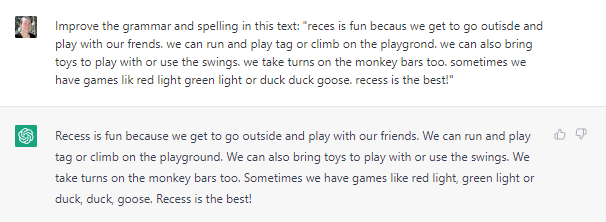 Improve the grammar and spelling in this text: "reces is fun becaus we get to go outisde and
play with our frends. we can run and play tag or climb on the playgrond. we can also bring
toys to play with or use the swings. we take turns on the monkey bars too. sometimes we
have games lik red light green light or duck duck goose. recess is the best!"
Recess is fun because we get to go outside and play with our friends. We can run and play
tag or climb on the playground. We can also bring toys to play with or use the swings. We
take turns on the monkey bars too. Sometimes we have games like red light, green light or
duck, duck, goose. Recess is the best!